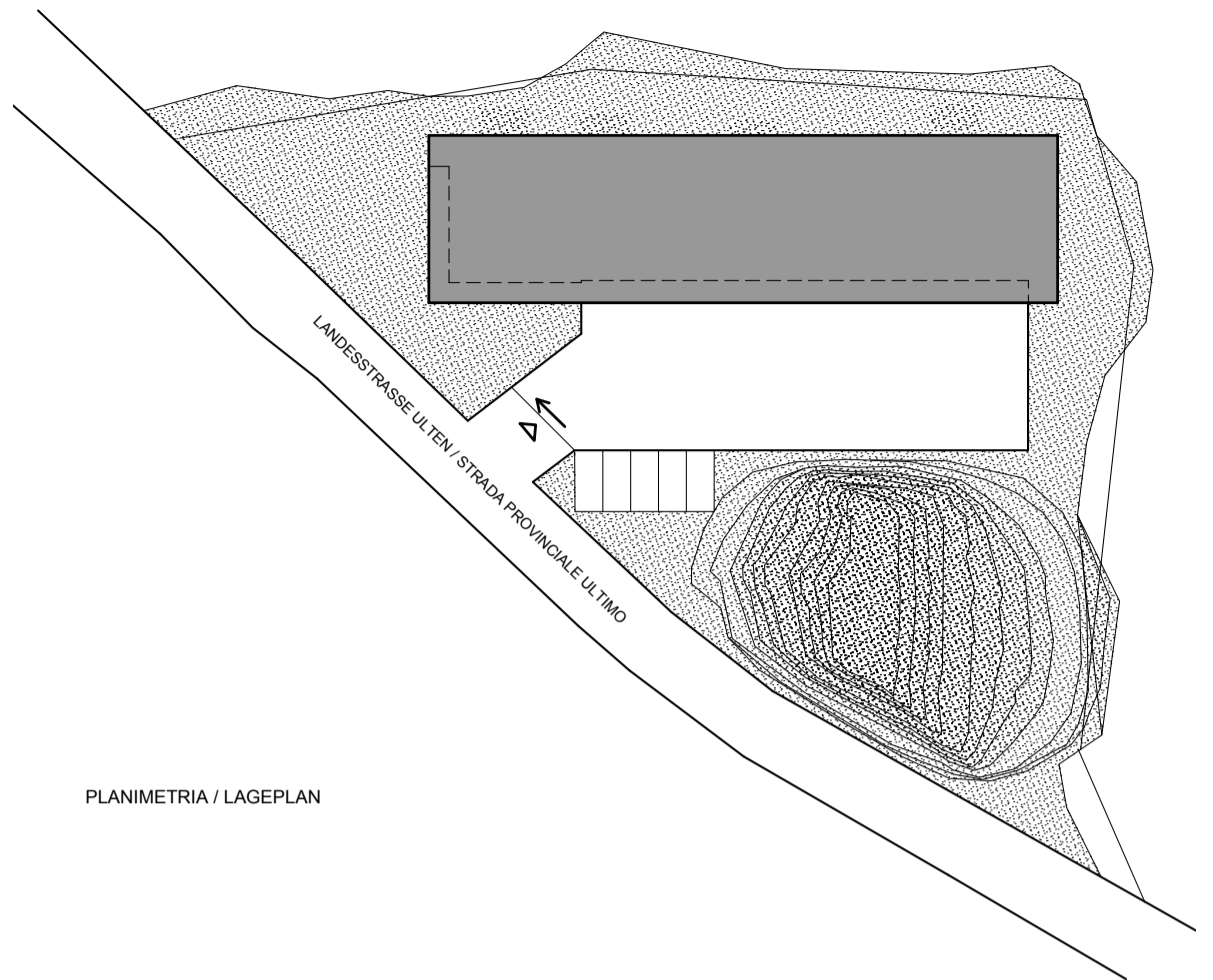 LANDESSTRASSE ULTEN / STRADA PROVINCIALE ULTIMO
PLANIMETRIA / LAGEPLAN